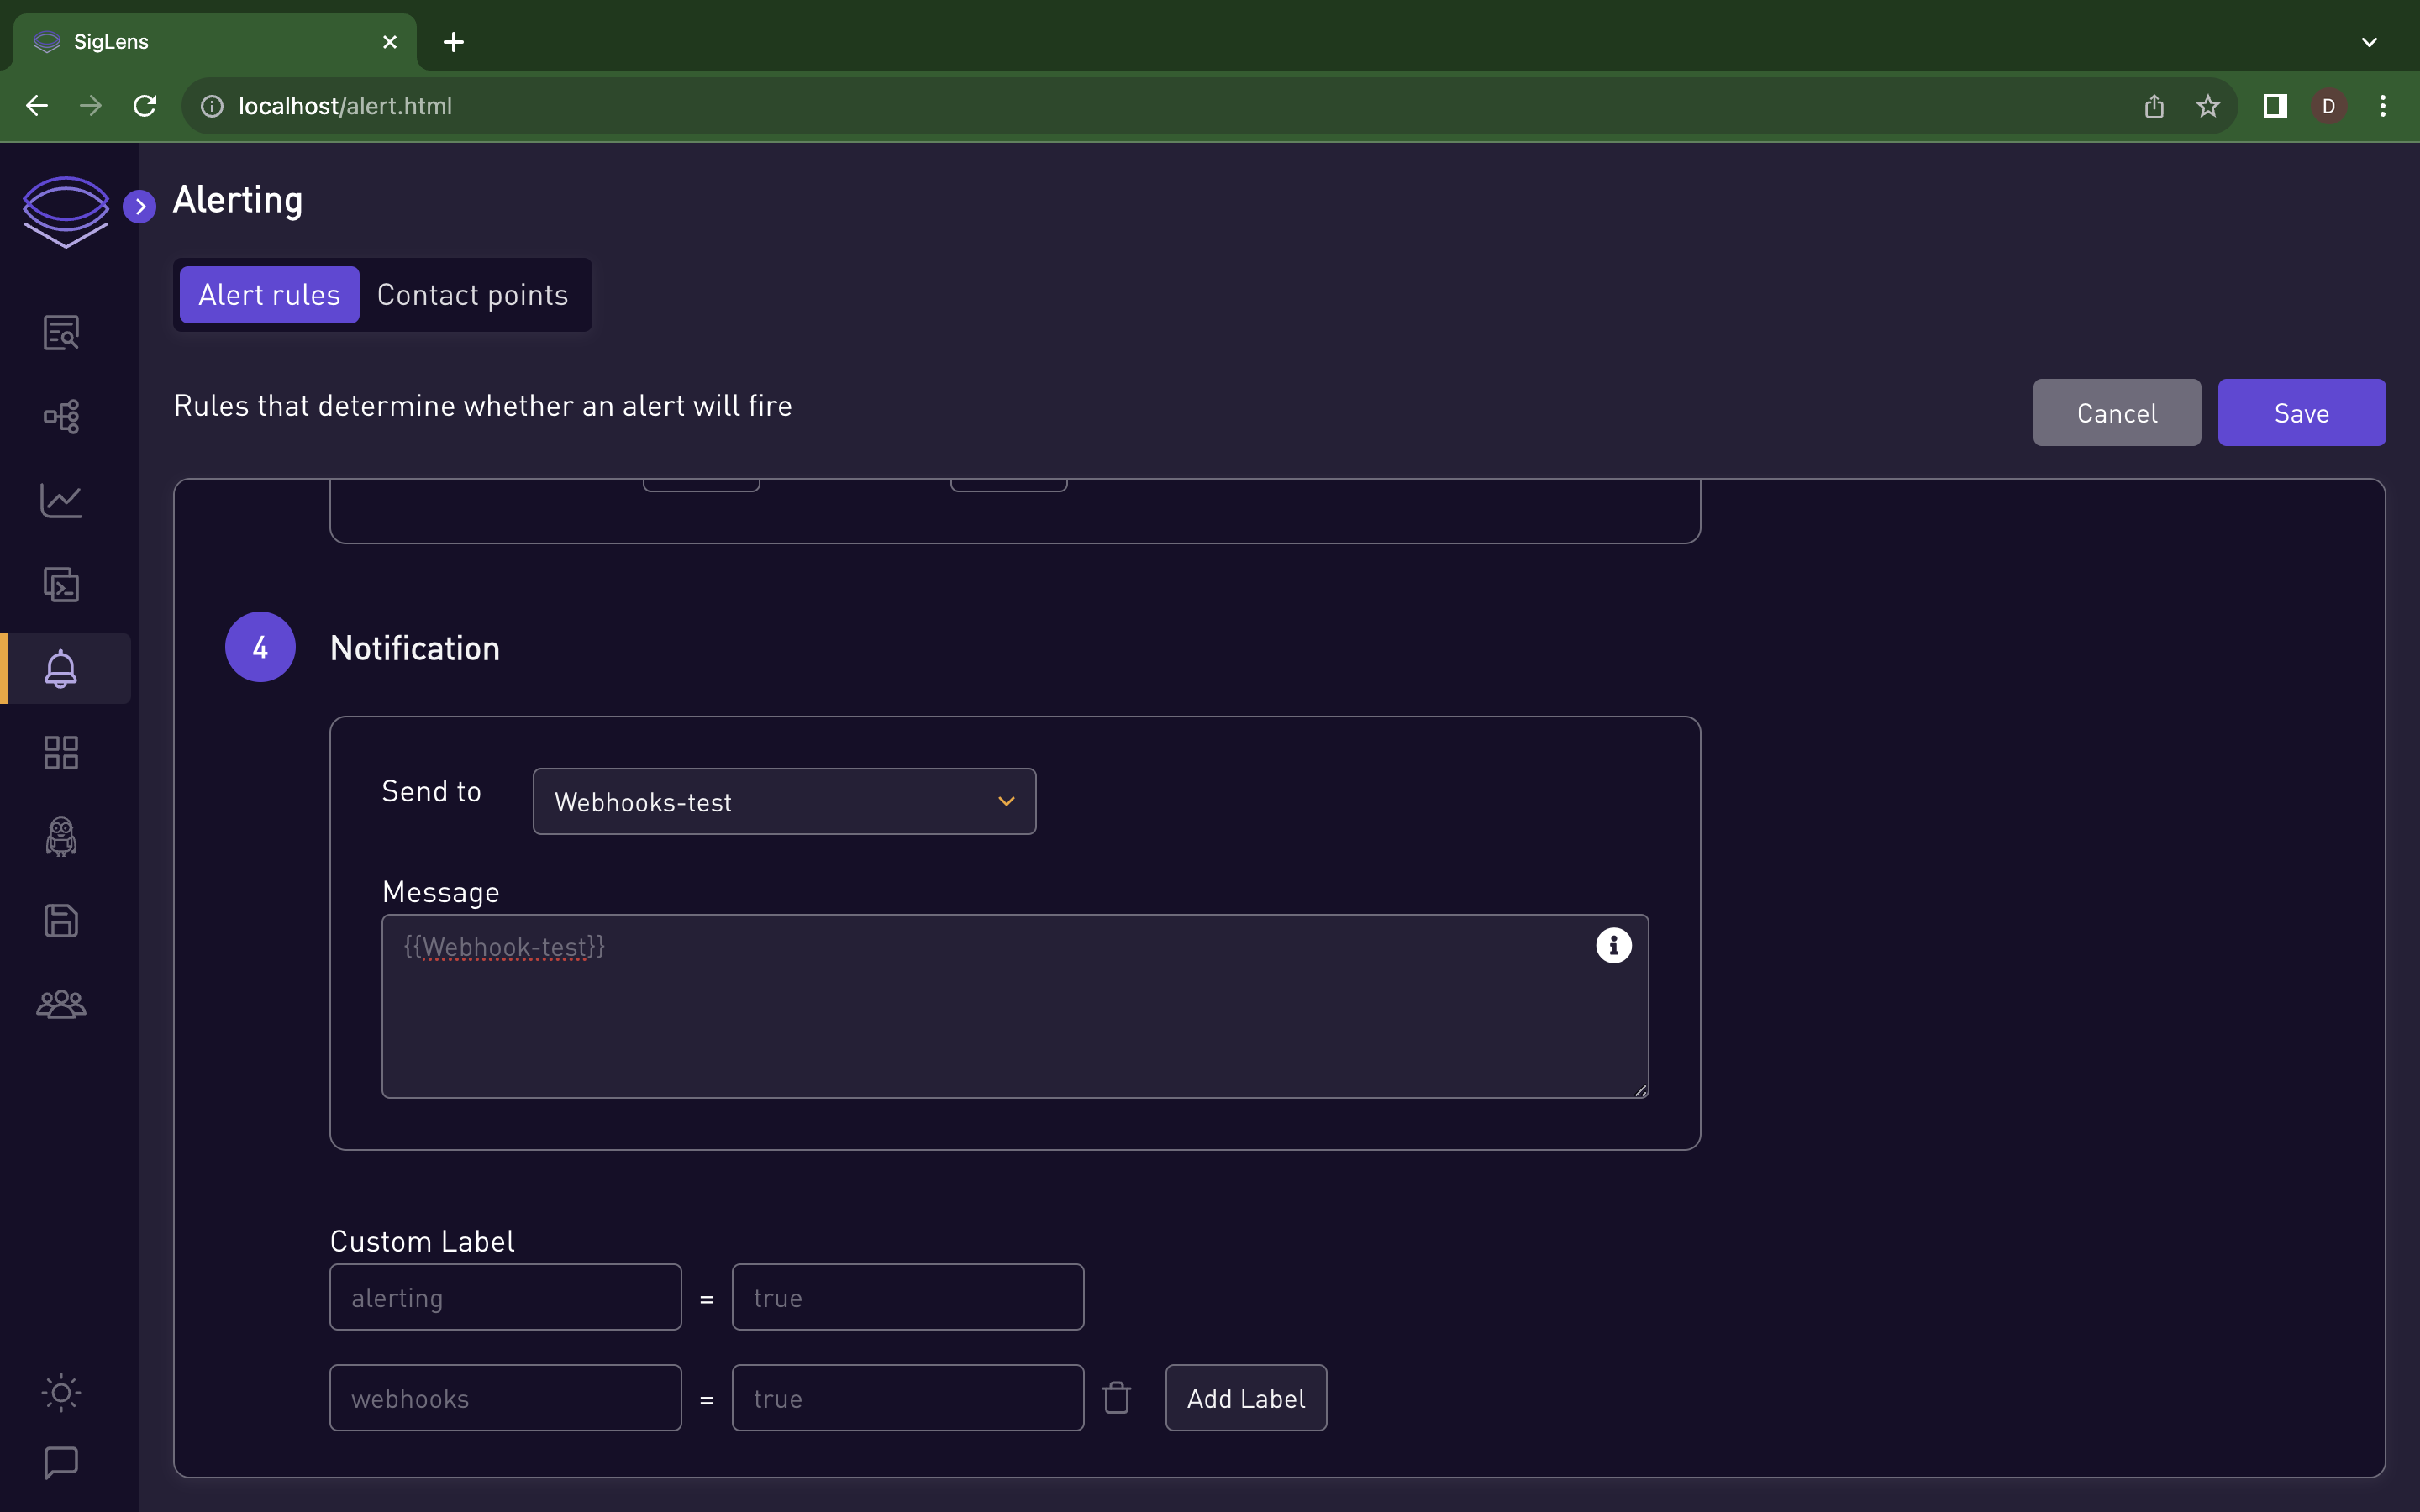 SigLens
localhost/alert.html
D
Alerting
Alert rules
Contact points
Rules that determine whether an alert will fire
Cancel
Save
4
Notification
Send to
Webhooks-test
Message
{{Webhook-test}}
Custom Label
alerting = true
webhooks = true
Add Label